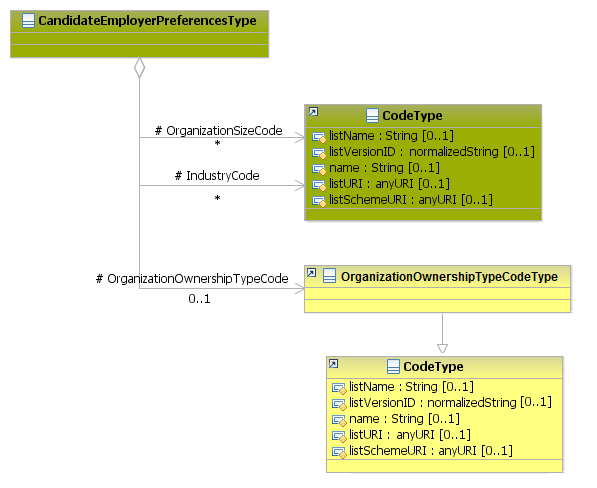 CandidateEmployerPreferencesType
# OrganizationSizeCode
*
# IndustryCode
*
CodeType
listName : String [0..1]
listVersionID : normalizedString [0..1]
name : String [0..1]
listURI : anyURI [0..1]
listSchemeURI : anyURI [0..1]
# OrganizationOwnershipTypeCode
0..1
OrganizationOwnershipTypeCodeType
CodeType
listName : String [0..1]
listVersionID : normalizedString [0..1]
name : String [0..1]
listURI : anyURI [0..1]
listSchemeURI : anyURI [0..1]